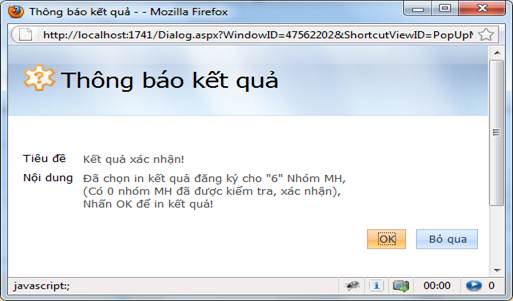 Thông báo kết quả - - Mozilla Firefox
http://localhost:1741/Dialog.aspx?WindowID=47562202&ShortcutViewID=PopUpM
Thông báo kết quả
Tiêu đề Kết quả xác nhận!
Nội dung Đã chọn in kết quả đăng ký cho "6" Nhóm MH,
(Có 0 nhóm MH đã được kiểm tra, xác nhận),
Nhấn OK để in kết quả!
OK Bỏ qua
javascript:; 00:00 0